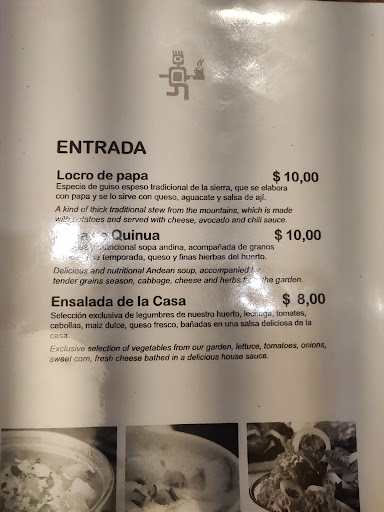 ENTRADA
Locro de papa $10,00
Especie de guiso espeso tradicional de la sierra, que se elabora
con papa y se lo sirve con queso, aguacate y salsa de ají.
A kind of thick traditional stew from the mountains, which is made
with potatoes and served with cheese, avocado and chili sauce.
Quinua $10,00
nutricional sopa andina, acompañada de granos
temporada, queso y finas hierbas del huerto.
Delicious and nutritional Andean soup, accompanied by
tender grains season, cabbage, cheese and herbs from the garden.
Ensalada de la Casa $ 8,00
Selección exclusiva de legumbres de nuestro huerto, lechuga, tomates,
cebollas, maiz dulce, queso fresco, bañadas en una salsa deliciosa de la
casa.
Exclusive selection of vegetables from our garden, lettuce, tomatoes, onions,
sweet corn, fresh cheese bathed in a delicious house sauce.